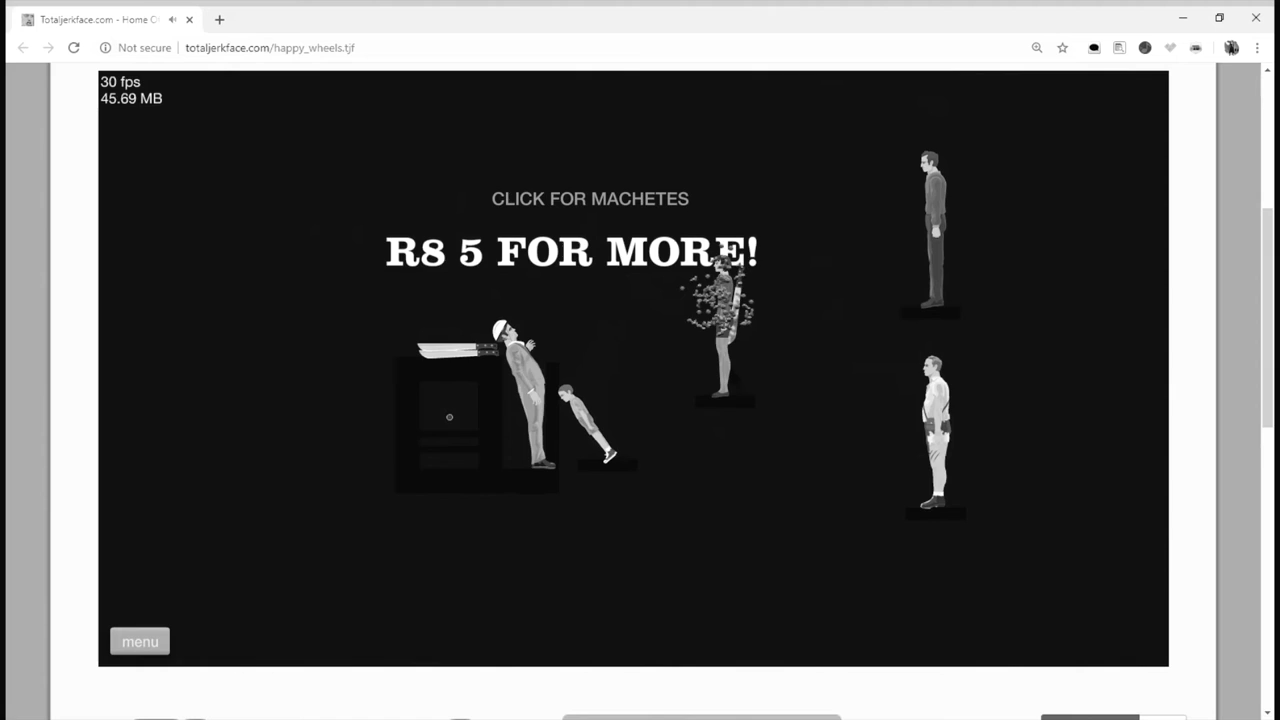 Totaljerkface.com - Home O
Not secure
totaljerkface.com/happy_wheels.tjf
30 fps
45.69 MB
CLICK FOR MACHETES
R8 5 FOR MORE!
menu